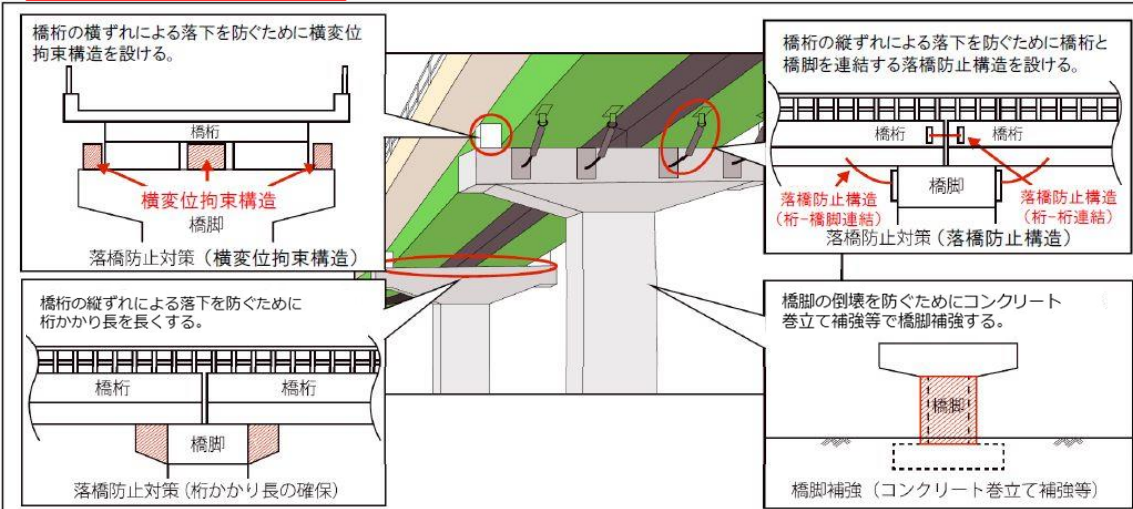 橋桁の横ずれによる落下を防ぐために横変位
拘束構造を設ける。
橋桁
横変位拘束構造
橋脚
落橋防止対策（横変位拘束構造）
橋桁の縦ずれによる落下を防ぐために橋桁と
橋脚を連結する落橋防止構造を設ける。
橋桁
橋桁
橋脚
落橋防止構造
（桁-橋脚連結）
落橋防止構造
（桁-桁連結）
落橋防止対策（落橋防止構造）
橋桁の縦ずれによる落下を防ぐために
桁かかり長を長くする。
橋桁
橋桁
橋脚
落橋防止対策（桁かかり長の確保）
橋脚の倒壊を防ぐためにコンクリート
巻立て補強等で橋脚補強する。
橋脚
橋脚補強（コンクリート巻立て補強等）